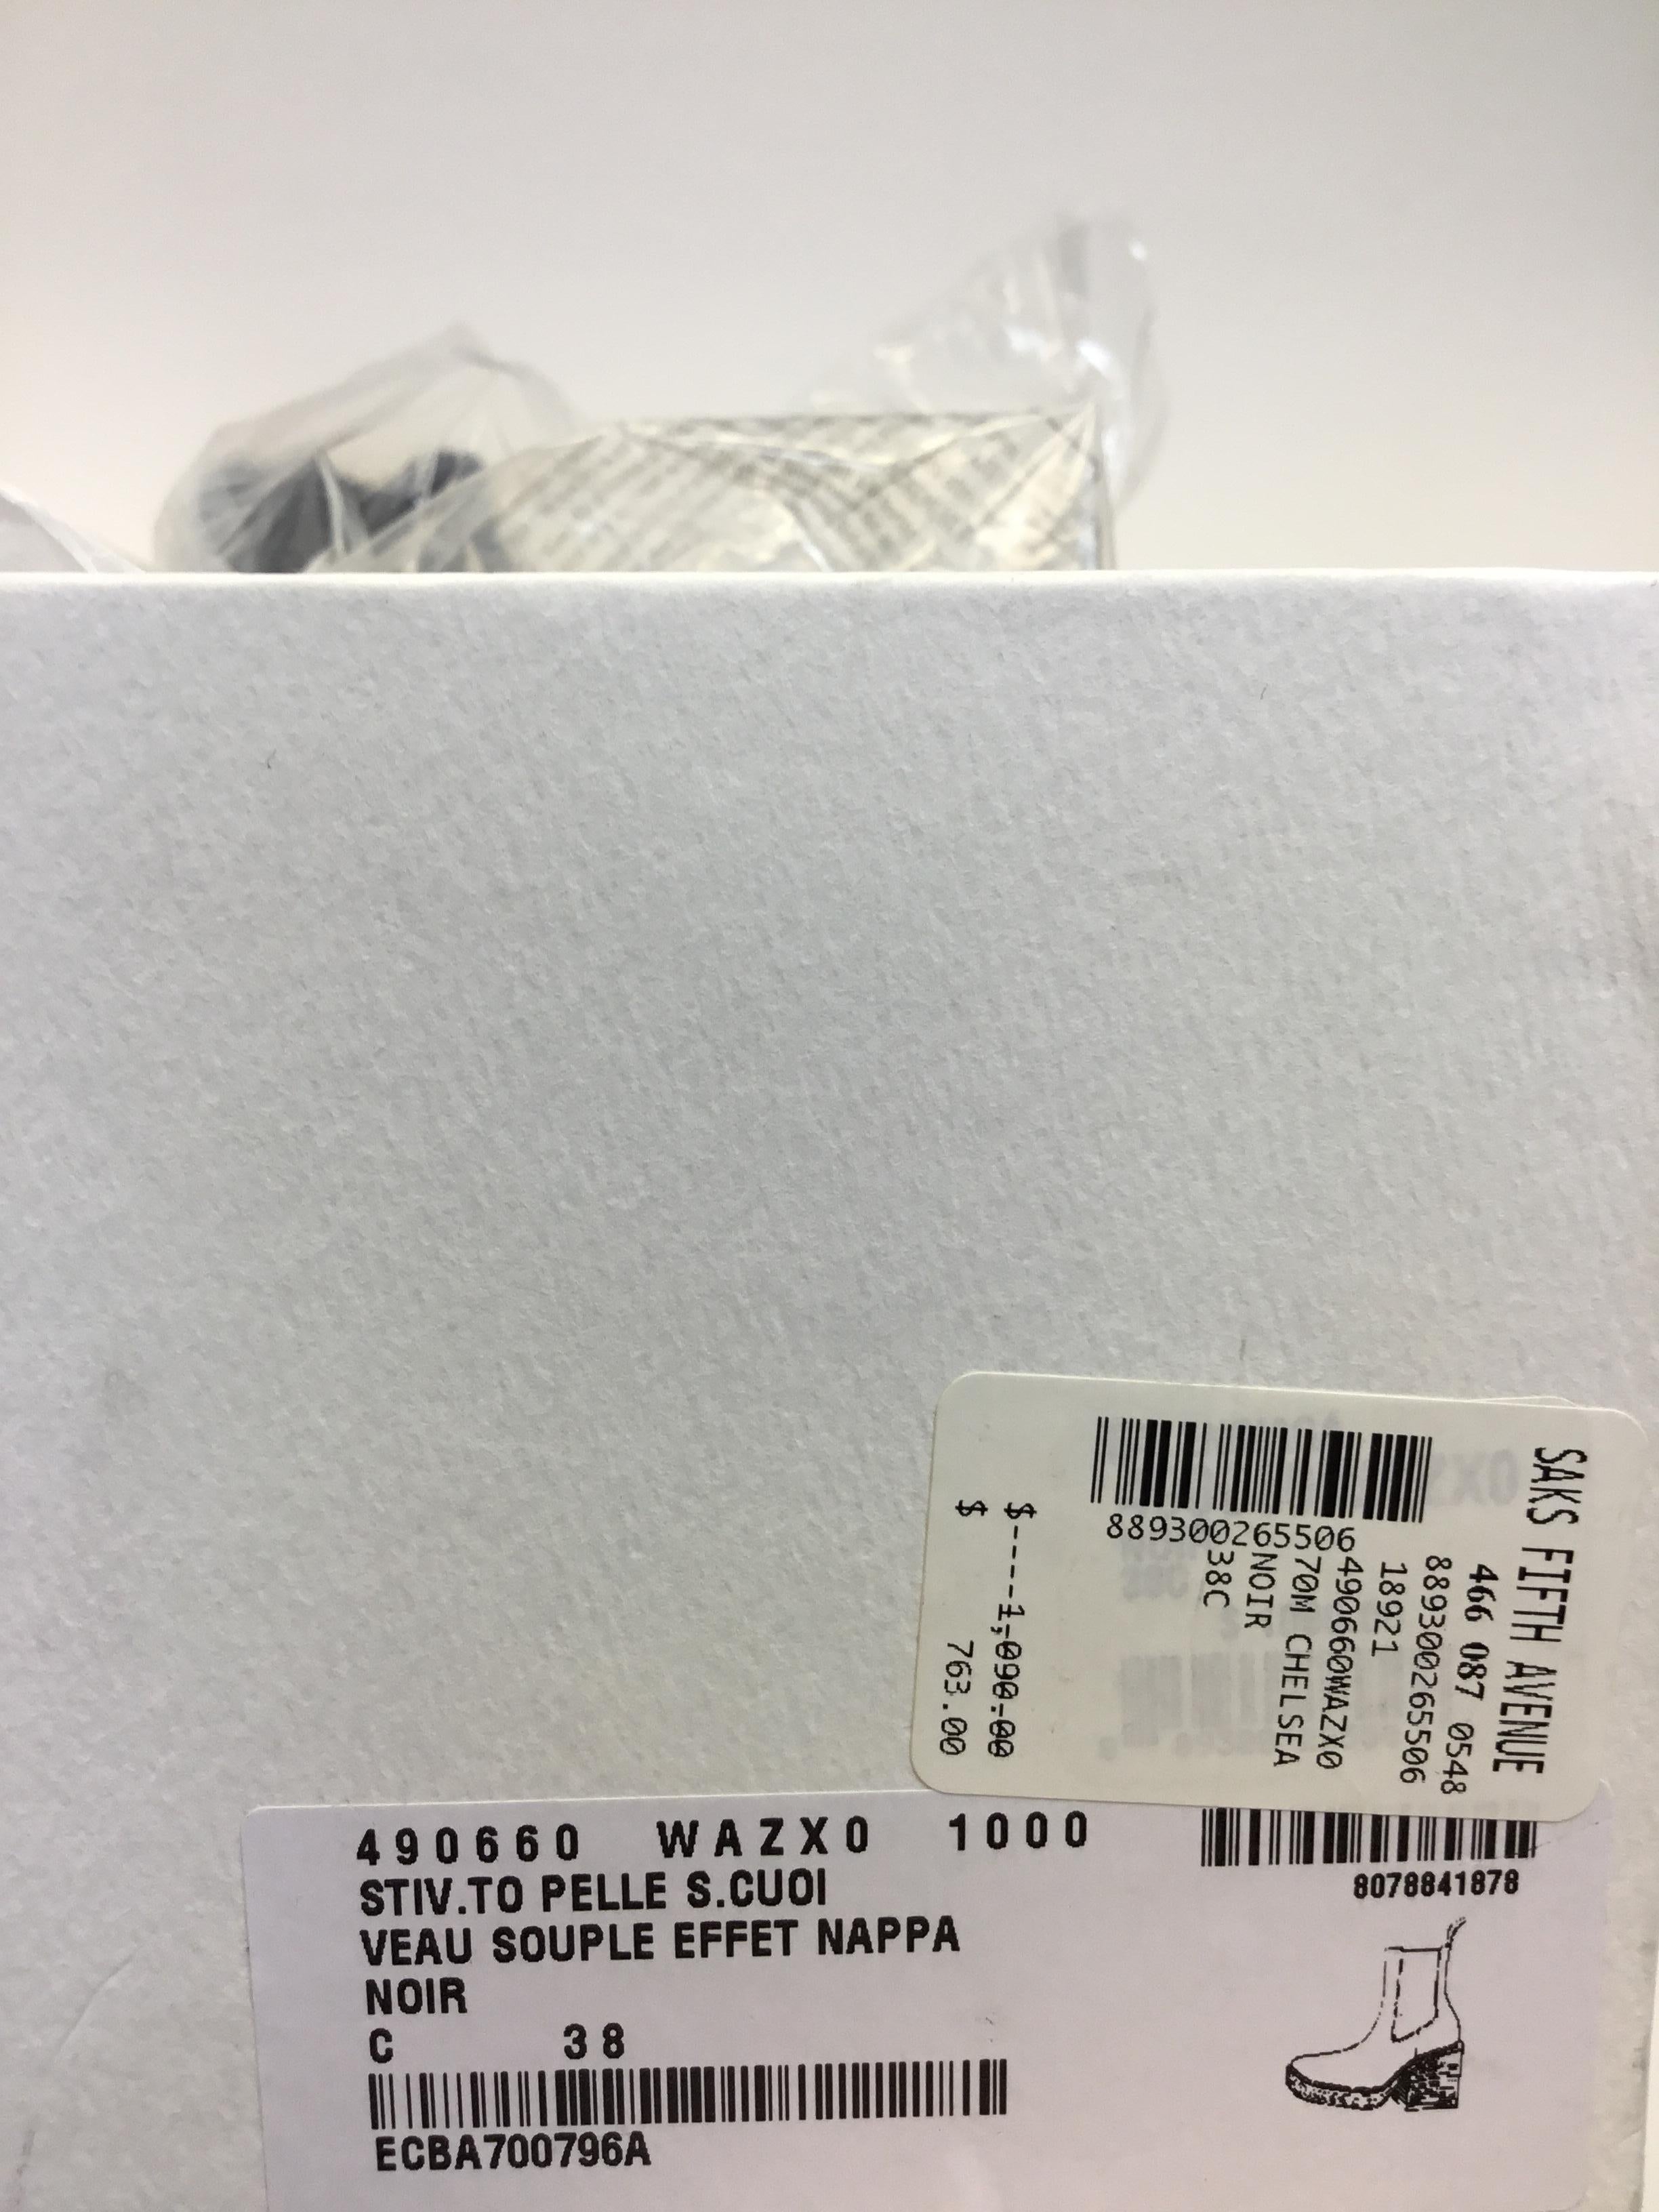 SAKS FIFTH AVENUE
466 087 0548
889300265506
18921
490660WAZX0
70M CHELSEA
NOIR
38C
889300265506
$----1,090.00
$ 763.00
490660 WAZX0 1000
STIV.TO PELLE S.CUOI
VEAU SOUPLE EFFET NAPPA
NOIR
C 38
ECBA700796A
8078841878